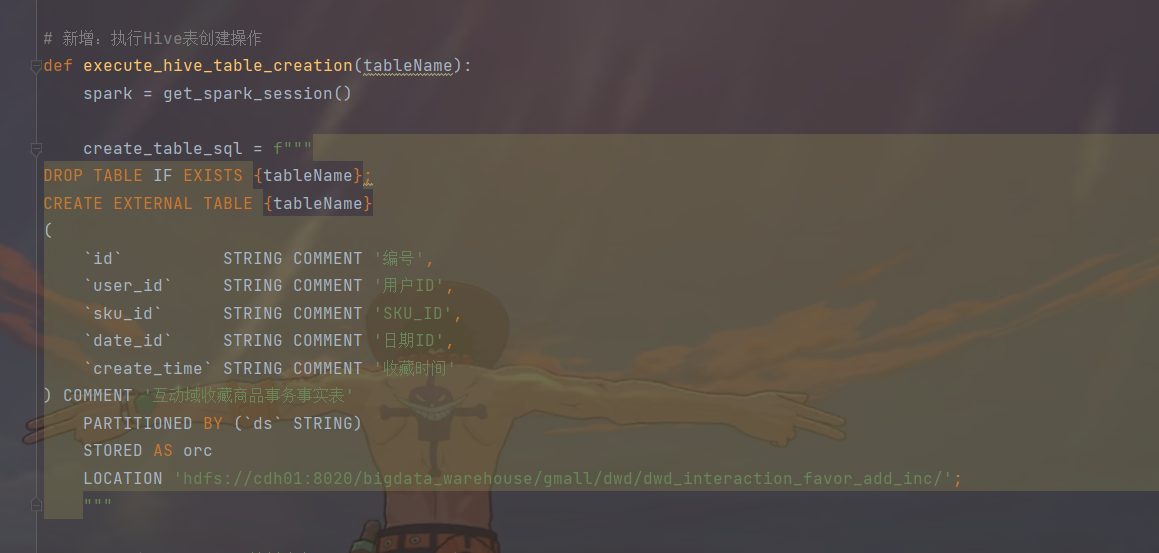 # 新增：执行Hive表创建操作
def execute_hive_table_creation(tableName):
    spark = get_spark_session()

    create_table_sql = f"""
DROP TABLE IF EXISTS {tableName};
CREATE EXTERNAL TABLE {tableName}
(
    `id`          STRING COMMENT '编号',
    `user_id`     STRING COMMENT '用户ID',
    `sku_id`      STRING COMMENT 'SKU_ID',
    `date_id`     STRING COMMENT '日期ID',
    `create_time` STRING COMMENT '收藏时间'
) COMMENT '互动域收藏商品事务事实表'
    PARTITIONED BY (`ds` STRING)
    STORED AS orc
    LOCATION 'hdfs://cdh01:8020/bigdata_warehouse/gmall/dwd/dwd_interaction_favor_add_inc/';
    """